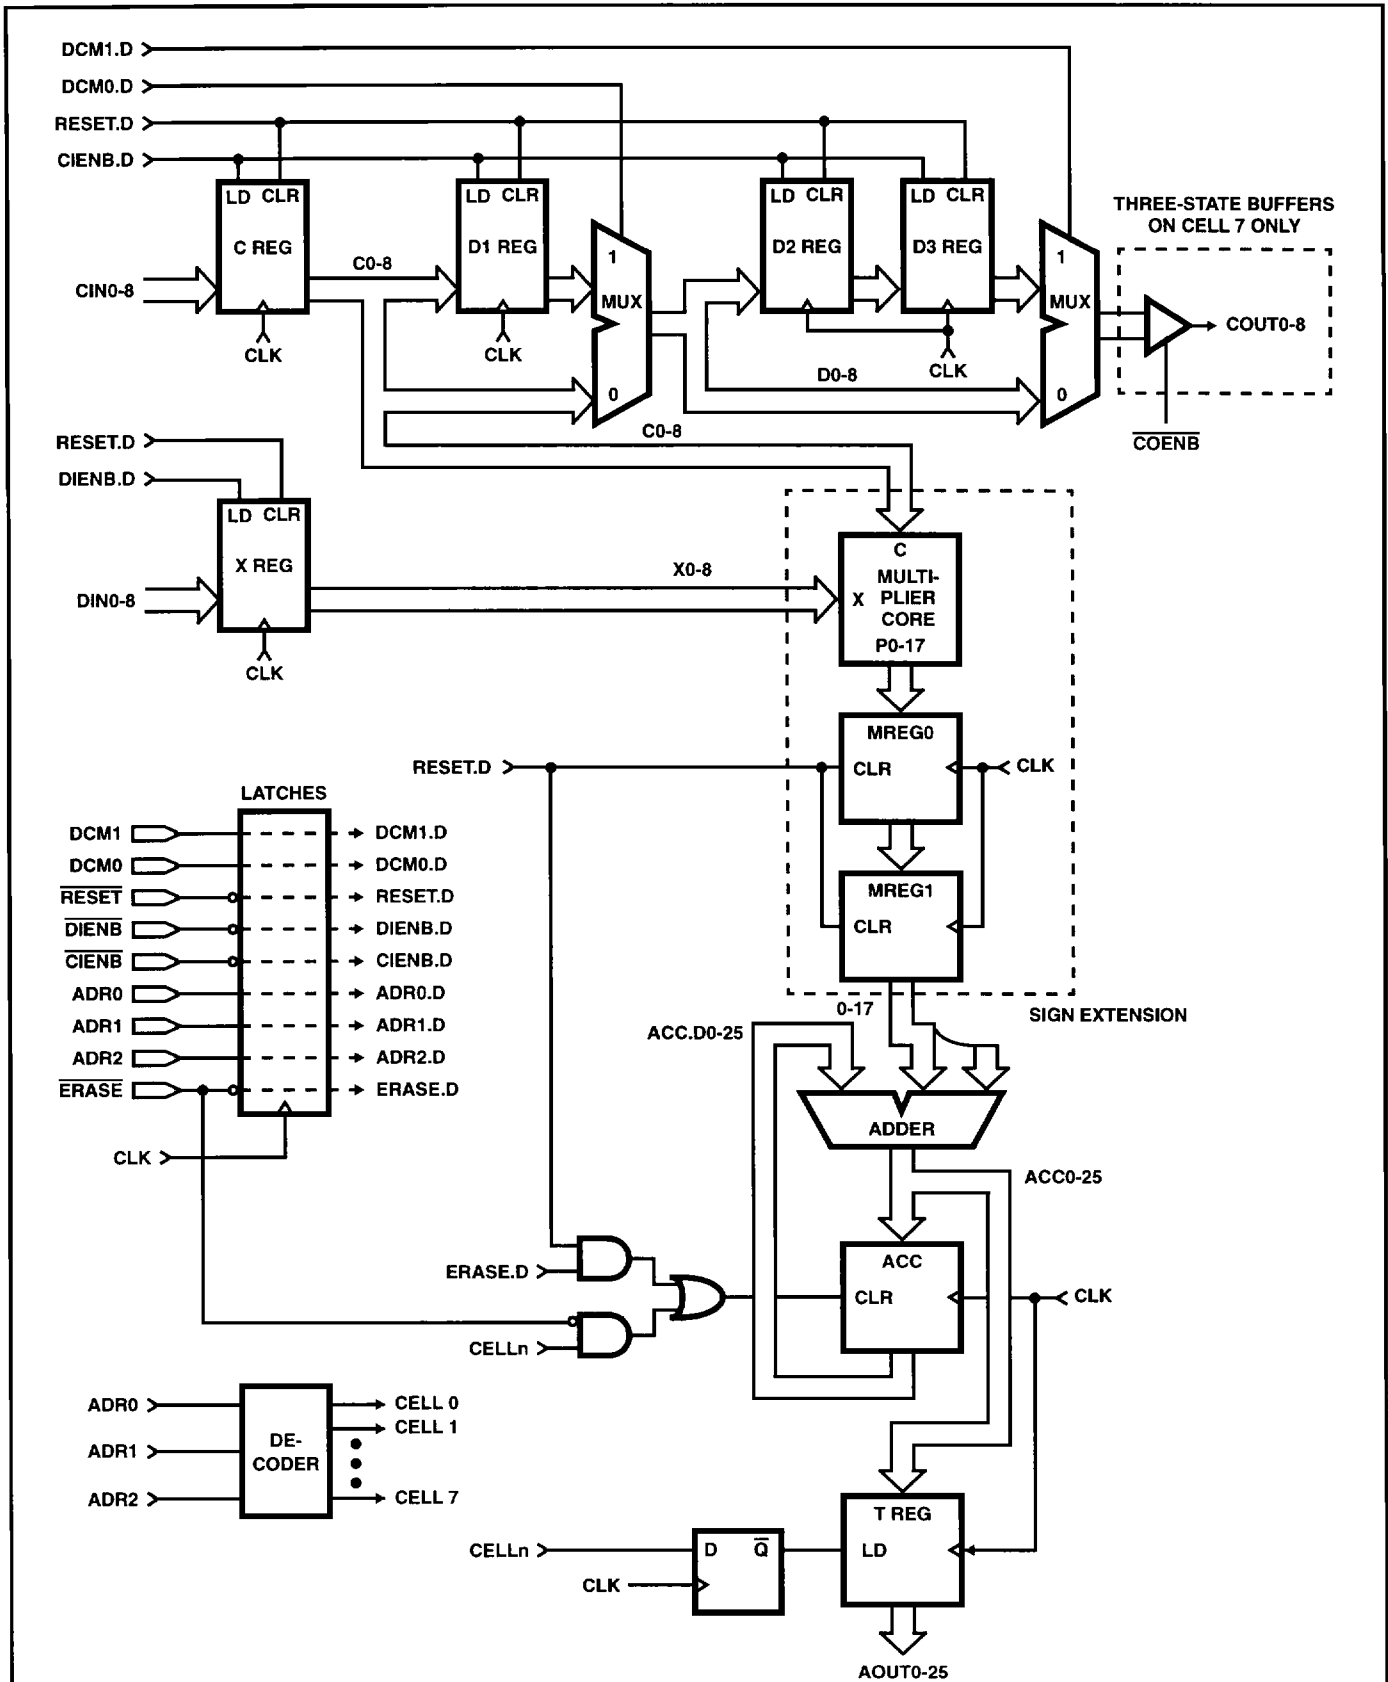 DCM1.D
DCM0.D
RESET.D
CIENB.D
LD CLR
C REG
CIN0-8
CLK
C0-8
LD CLR
D1 REG
CLK
1
MUX
0
LD CLR
D2 REG
LD CLR
D3 REG
CLK
D0-8
1
MUX
0
THREE-STATE BUFFERS
ON CELL 7 ONLY
COUT0-8
COENB
C0-8
RESET.D
DIENB.D
LD CLR
X REG
DIN0-8
CLK
X0-8
C
X
MULTI-
PLIER
CORE
P0-17
RESET.D
MREG0
CLR
CLK
MREG1
CLR
0-17
SIGN EXTENSION
LATCHES
DCM1
DCM1.D
DCM0
DCM0.D
RESET
RESET.D
DIENB
DIENB.D
CIENB
CIENB.D
ADR0
ADR0.D
ADR1
ADR1.D
ADR2
ADR2.D
ERASE
ERASE.D
CLK
ACC.D0-25
ADDER
ACC0-25
ERASE.D
CELLn
ACC
CLR
CLK
ADR0
ADR1
ADR2
DE-
CODER
CELL 0
CELL 1
CELL 7
CELLn
CLK
D Q
T REG
LD
AOUT0-25